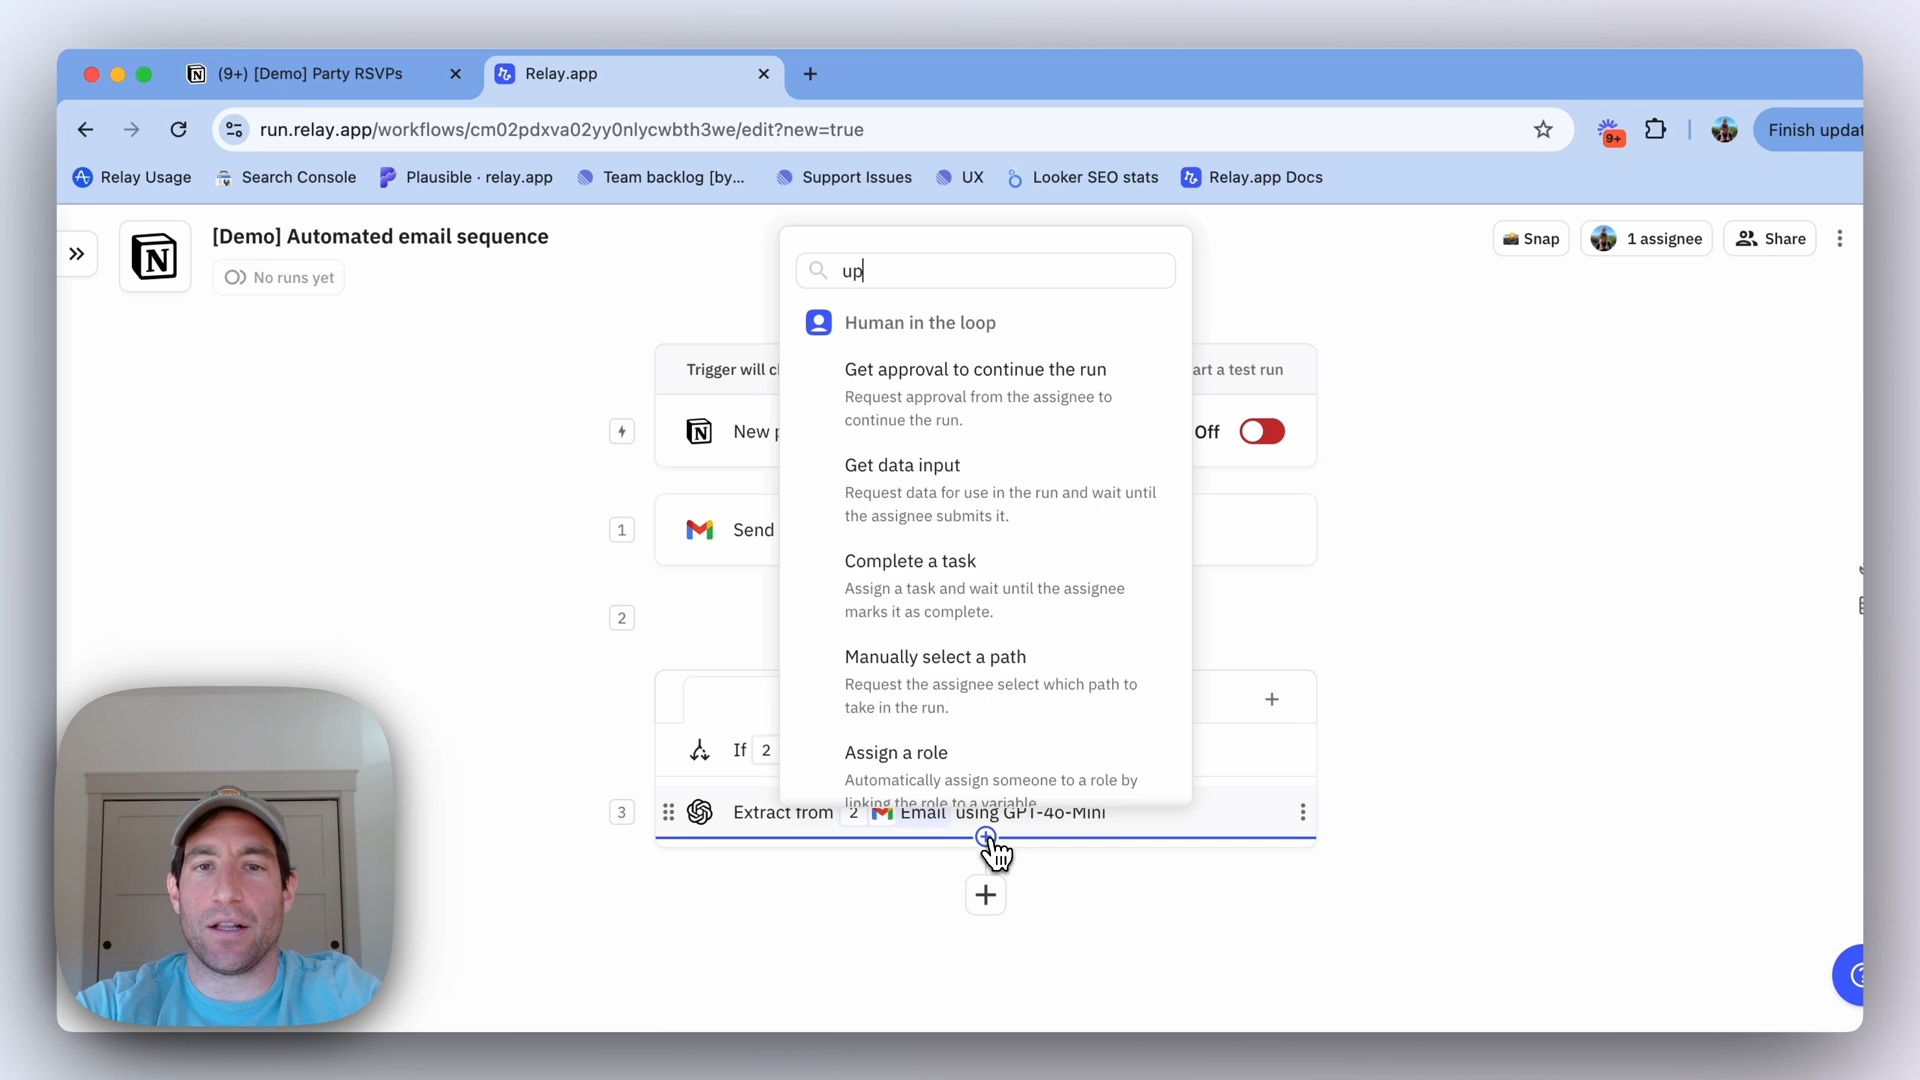 (9+) [Demo] Party RSVPs
Relay.app
run.relay.app/workflows/cm02pdxva02yy0nlycwbth3we/edit?new=true
9+
Finish updat
Relay Usage
Search Console
Plausible · relay.app
Team backlog [by...
Support Issues
UX
Looker SEO stats
Relay.app Docs
[Demo] Automated email sequence
No runs yet
Snap
1 assignee
Share
up
Human in the loop
Get approval to continue the run
Request approval from the assignee to
continue the run.
Get data input
Request data for use in the run and wait until
the assignee submits it.
Complete a task
Assign a task and wait until the assignee
marks it as complete.
Manually select a path
Request the assignee select which path to
take in the run.
Assign a role
Automatically assign someone to a role by
linking the role to a variable
Trigger will c
art a test run
New p
Off
1
Send
2
If 2
3
Extract from 2 Email using GPT-4o-Mini